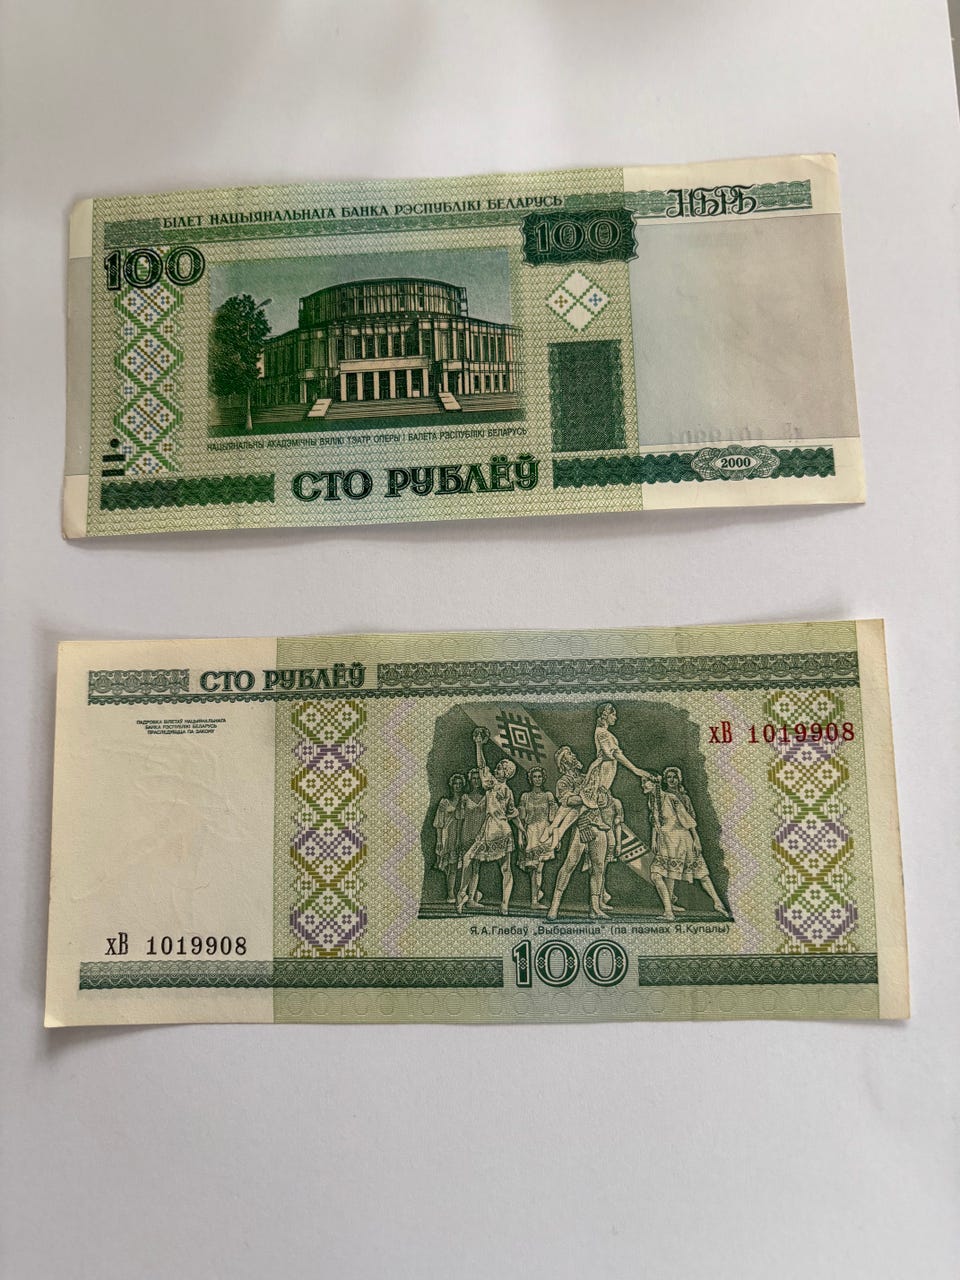 БІЛЕТ НАЦЫЯНАЛЬНАГА БАНКА РЭСПУБЛІКІ БЕЛАРУСЬ
НБРБ
100
100
НАЦЫЯНАЛЬНЫ АКАДЭМІЧНЫ ВЯЛІКІ ТЭАТР ОПЕРЫ І БАЛЕТА РЭСПУБЛІКІ БЕЛАРУСЬ
СТО РУБЛЁЎ
2000
СТО РУБЛЁЎ
ПАДРОБКА БІЛЕТАЎ НАЦЫЯНАЛЬНАГА
БАНКА РЭСПУБЛІКІ БЕЛАРУСЬ
ПРАСЛЕДУЕЦЦА ПА ЗАКОНУ
хВ 1019908
Я.А.Глебаў „Выбранніца" (па паэмах Я.Купалы)
хВ 1019908
100